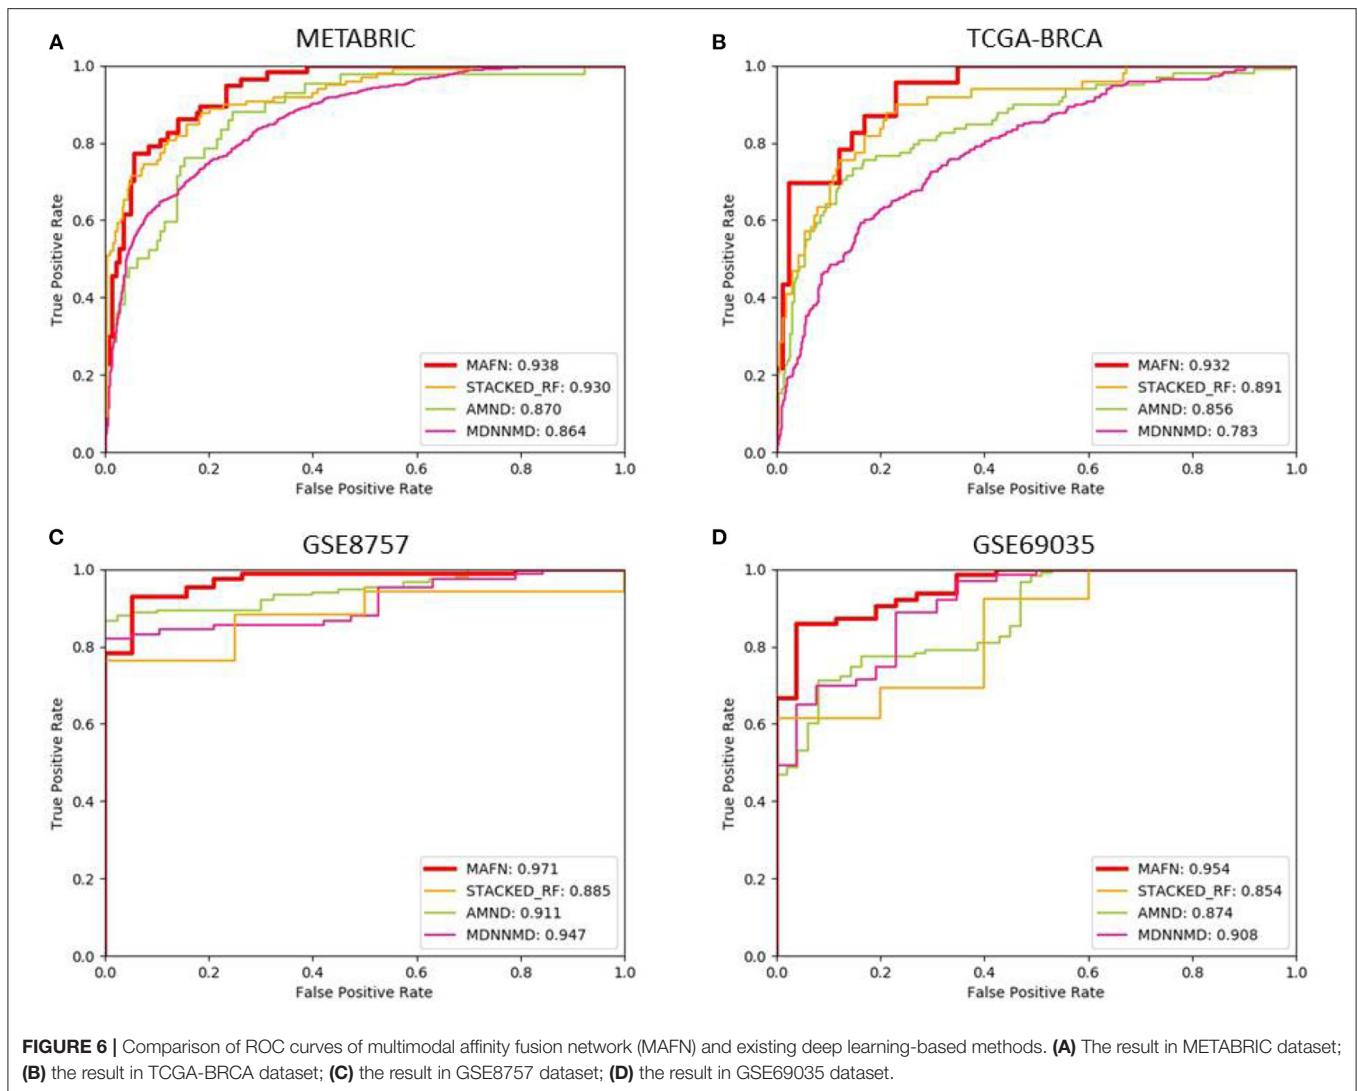 A
METABRIC
1.0
0.8
0.6
0.4
0.2
0.0
True Positive Rate
MAFN: 0.938
STACKED_RF: 0.930
AMND: 0.870
MDNNMD: 0.864
0.0 0.2 0.4 0.6 0.8 1.0
False Positive Rate
B
TCGA-BRCA
1.0
0.8
0.6
0.4
0.2
0.0
True Positive Rate
MAFN: 0.932
STACKED_RF: 0.891
AMND: 0.856
MDNNMD: 0.783
0.0 0.2 0.4 0.6 0.8 1.0
False Positive Rate
C
GSE8757
1.0
0.8
0.6
0.4
0.2
0.0
True Positive Rate
MAFN: 0.971
STACKED_RF: 0.885
AMND: 0.911
MDNNMD: 0.947
0.0 0.2 0.4 0.6 0.8 1.0
False Positive Rate
D
GSE69035
1.0
0.8
0.6
0.4
0.2
0.0
True Positive Rate
MAFN: 0.954
STACKED_RF: 0.854
AMND: 0.874
MDNNMD: 0.908
0.0 0.2 0.4 0.6 0.8 1.0
False Positive Rate
FIGURE 6 | Comparison of ROC curves of multimodal affinity fusion network (MAFN) and existing deep learning-based methods. (A) The result in METABRIC dataset;
(B) the result in TCGA-BRCA dataset; (C) the result in GSE8757 dataset; (D) the result in GSE69035 dataset.